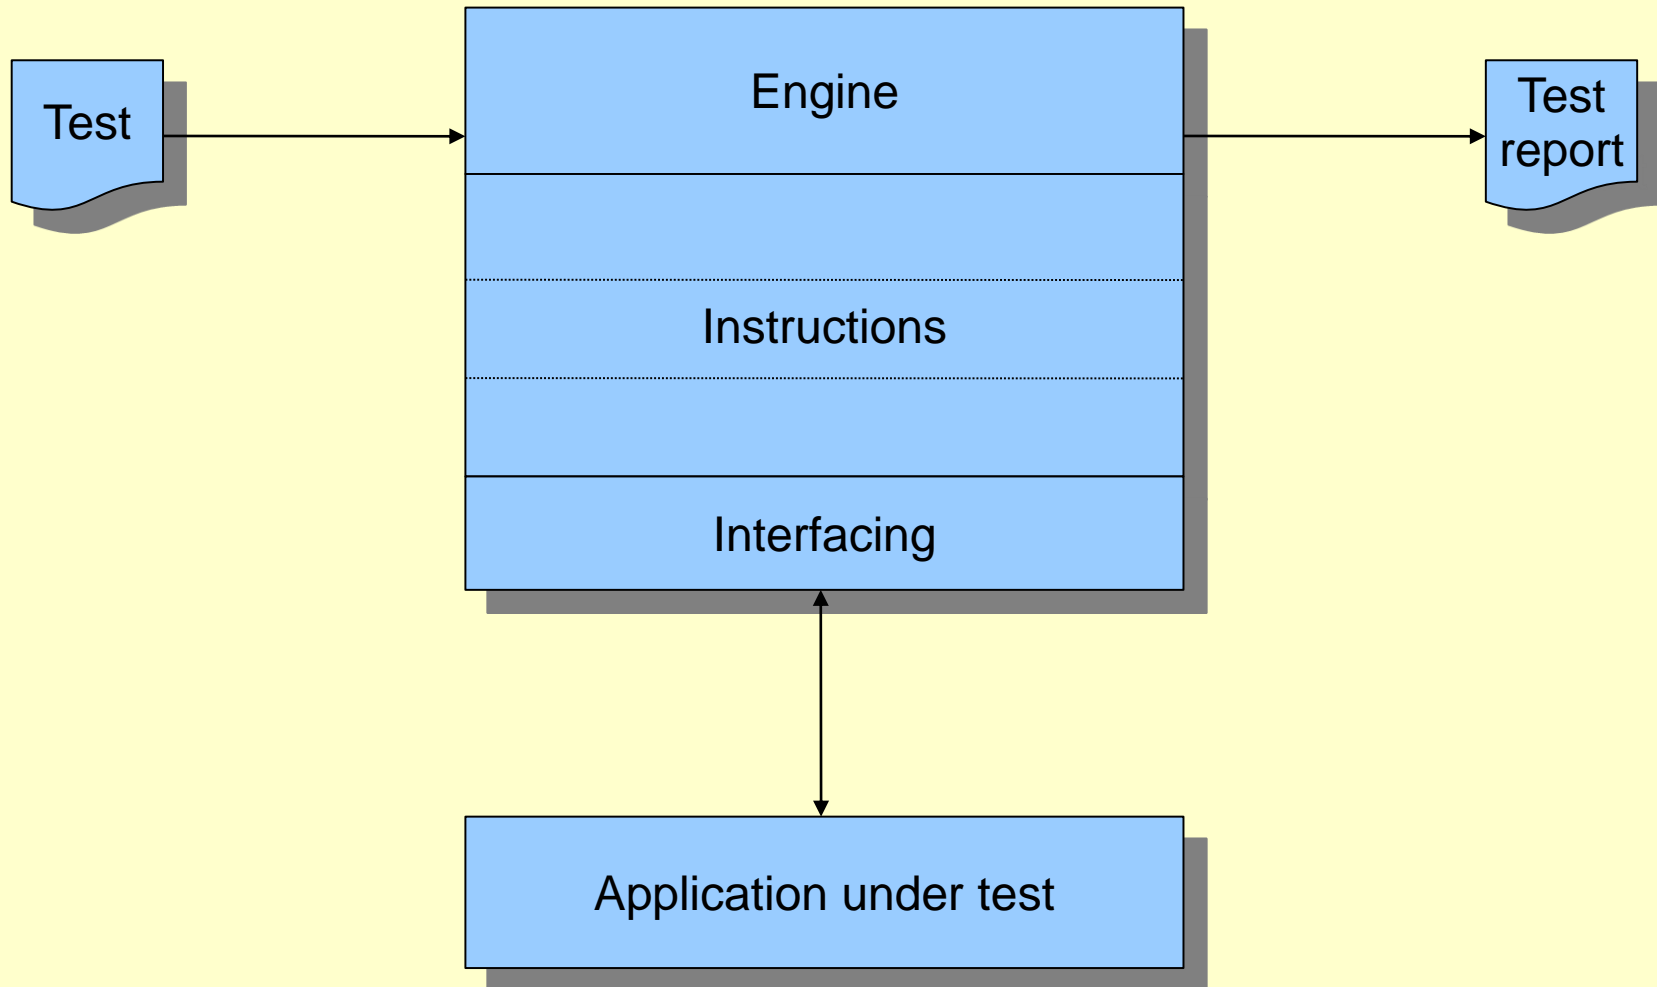 Test
Engine
Test
report
Instructions
Interfacing
Application under test